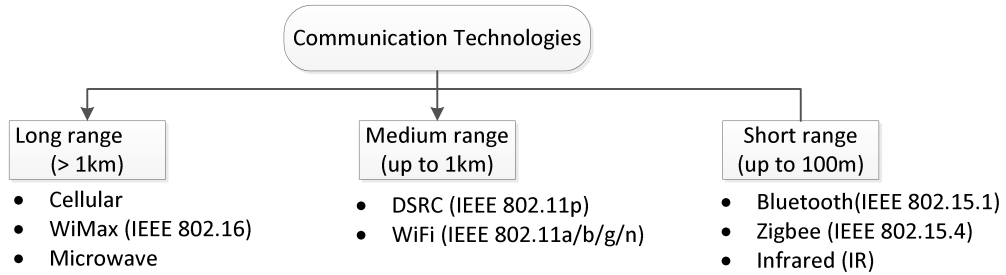 Communication Technologies
Long range
(> 1km)
• Cellular
• WiMax (IEEE 802.16)
• Microwave
Medium range
(up to 1km)
• DSRC (IEEE 802.11p)
• WiFi (IEEE 802.11a/b/g/n)
Short range
(up to 100m)
• Bluetooth(IEEE 802.15.1)
• Zigbee (IEEE 802.15.4)
• Infrared (IR)